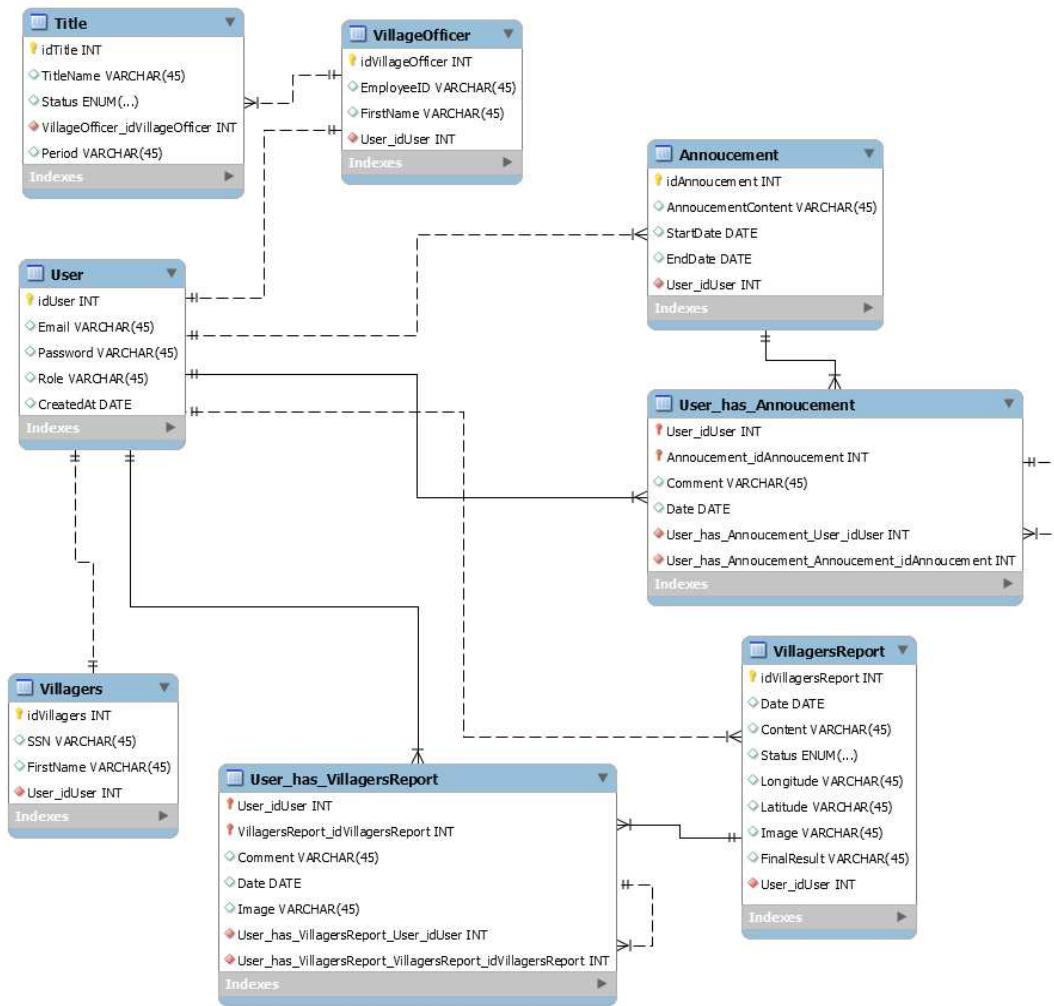 Title
idTitle INT
TitleName VARCHAR(45)
Status ENUM(...)
VillageOfficer_idVillageOfficer INT
Period VARCHAR(45)
Indexes
VillageOfficer
idVillageOfficer INT
EmployeeID VARCHAR(45)
FirstName VARCHAR(45)
User_idUser INT
Indexes
Annoucement
idAnnoucement INT
AnnoucementContent VARCHAR(45)
StartDate DATE
EndDate DATE
User_idUser INT
Indexes
User
idUser INT
Email VARCHAR(45)
Password VARCHAR(45)
Role VARCHAR(45)
CreatedAt DATE
Indexes
User_has_Annoucement
User_idUser INT
Annoucement_idAnnoucement INT
Comment VARCHAR(45)
Date DATE
User_has_Annoucement_User_idUser INT
User_has_Annoucement_Annoucement_idAnnoucement INT
Indexes
Villagers
idVillagers INT
SSN VARCHAR(45)
FirstName VARCHAR(45)
User_idUser INT
Indexes
User_has_VillagersReport
User_idUser INT
VillagersReport_idVillagersReport INT
Comment VARCHAR(45)
Date DATE
Image VARCHAR(45)
User_has_VillagersReport_User_idUser INT
User_has_VillagersReport_VillagersReport_idVillagersReport INT
Indexes
VillagersReport
idVillagersReport INT
Date DATE
Content VARCHAR(45)
Status ENUM(...)
Longitude VARCHAR(45)
Latitude VARCHAR(45)
Image VARCHAR(45)
FinalResult VARCHAR(45)
User_idUser INT
Indexes